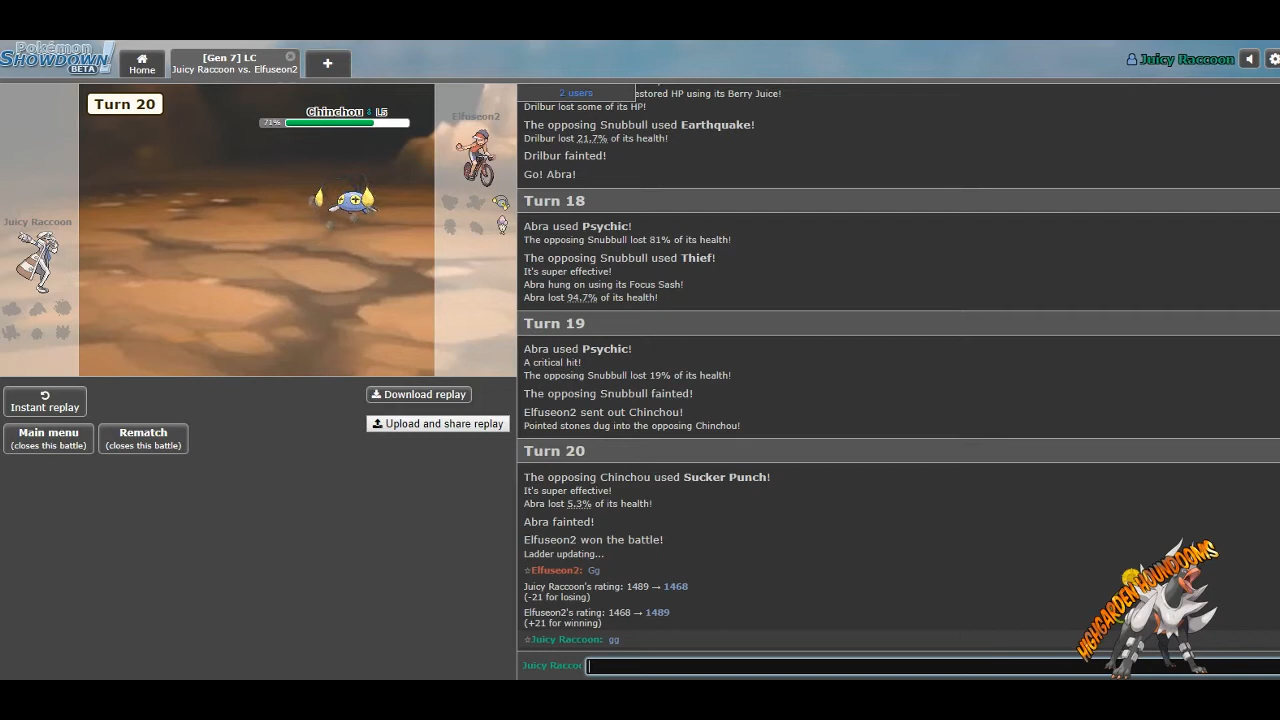 Pokémon
SHOWDOWN!
BETA
Home
[Gen 7] LC
Juicy Raccoon vs. Elfuseon2
+
Juicy Raccoon
Turn 20
Chinchou L5
71%
Elfuseon2
Juicy Raccoon
Instant replay
Download replay
Upload and share replay
Main menu
(closes this battle)
Rematch
(closes this battle)
2 users
estored HP using its Berry Juice!
Drilbur lost some of its HP!
The opposing Snubbull used Earthquake!
Drilbur lost 21.7% of its health!
Drilbur fainted!
Go! Abra!
Turn 18
Abra used Psychic!
The opposing Snubbull lost 81% of its health!
The opposing Snubbull used Thief!
It's super effective!
Abra hung on using its Focus Sash!
Abra lost 94.7% of its health!
Turn 19
Abra used Psychic!
A critical hit!
The opposing Snubbull lost 19% of its health!
The opposing Snubbull fainted!
Elfuseon2 sent out Chinchou!
Pointed stones dug into the opposing Chinchou!
Turn 20
The opposing Chinchou used Sucker Punch!
It's super effective!
Abra lost 5.3% of its health!
Abra fainted!
Elfuseon2 won the battle!
Ladder updating...
☆Elfuseon2: Gg
Juicy Raccoon's rating: 1489 → 1468
(-21 for losing)
Elfuseon2's rating: 1468 → 1489
(+21 for winning)
☆Juicy Raccoon: gg
Juicy Raccoo
HIGHGARDEN HOUNDOOMS